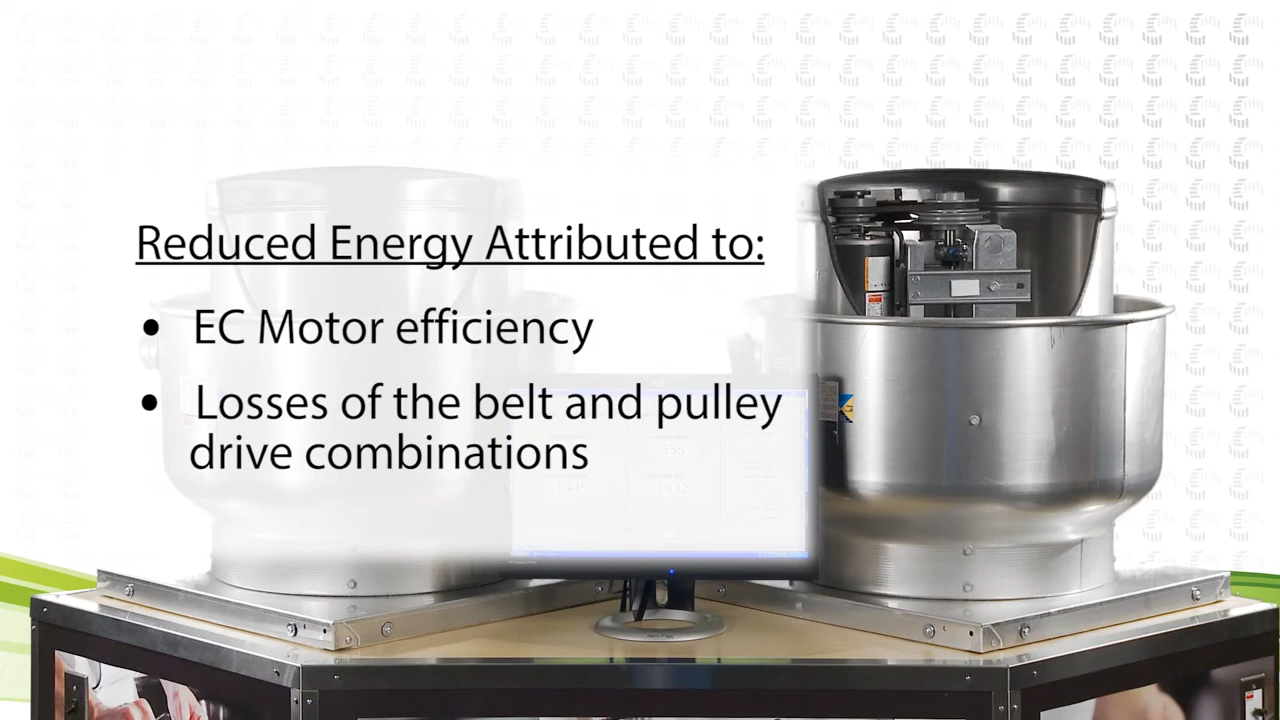 Reduced Energy Attributed to:
• EC Motor efficiency
• Losses of the belt and pulley
drive combinations